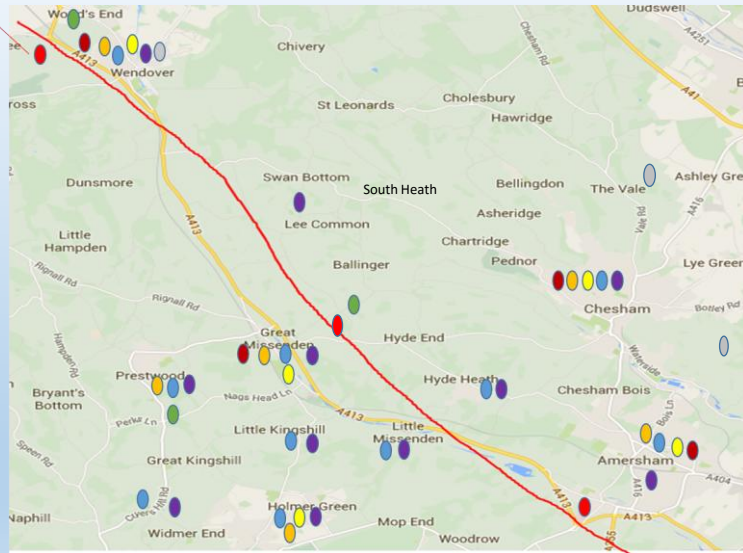 Wood's End
Dudswell
A4251
Chesham Rd
ee
A413
Chivery
Wendover
A41
ross
St Leonards
Cholesbury
Hawridge
Dunsmore
Swan Bottom
South Heath
Bellingdon
The Vale
Ashley Gre
A413
Vale Rd
A416
Lee Common
Asheridge
Little
Hampden
Chartridge
Ballinger
Pednor
Lye Green
Rignall Rd
Rignall Rd
Chesham
Botley Rd
Hampden Rd
Great
Missenden
Hyde End
Waterside
Prestwood
Hyde Heath
Chesham Bois
Bryant's
Bottom
Nags Head Ln
A413
Bois Ln
Perks Ln
Little Kingshill
Little
Missenden
Speen Rd
Great Kingshill
Amersham
A404
A416
Cryers Hill Rd
Holmer Green
A413
A413
Naphill
Widmer End
Mop End
Woodrow
A355